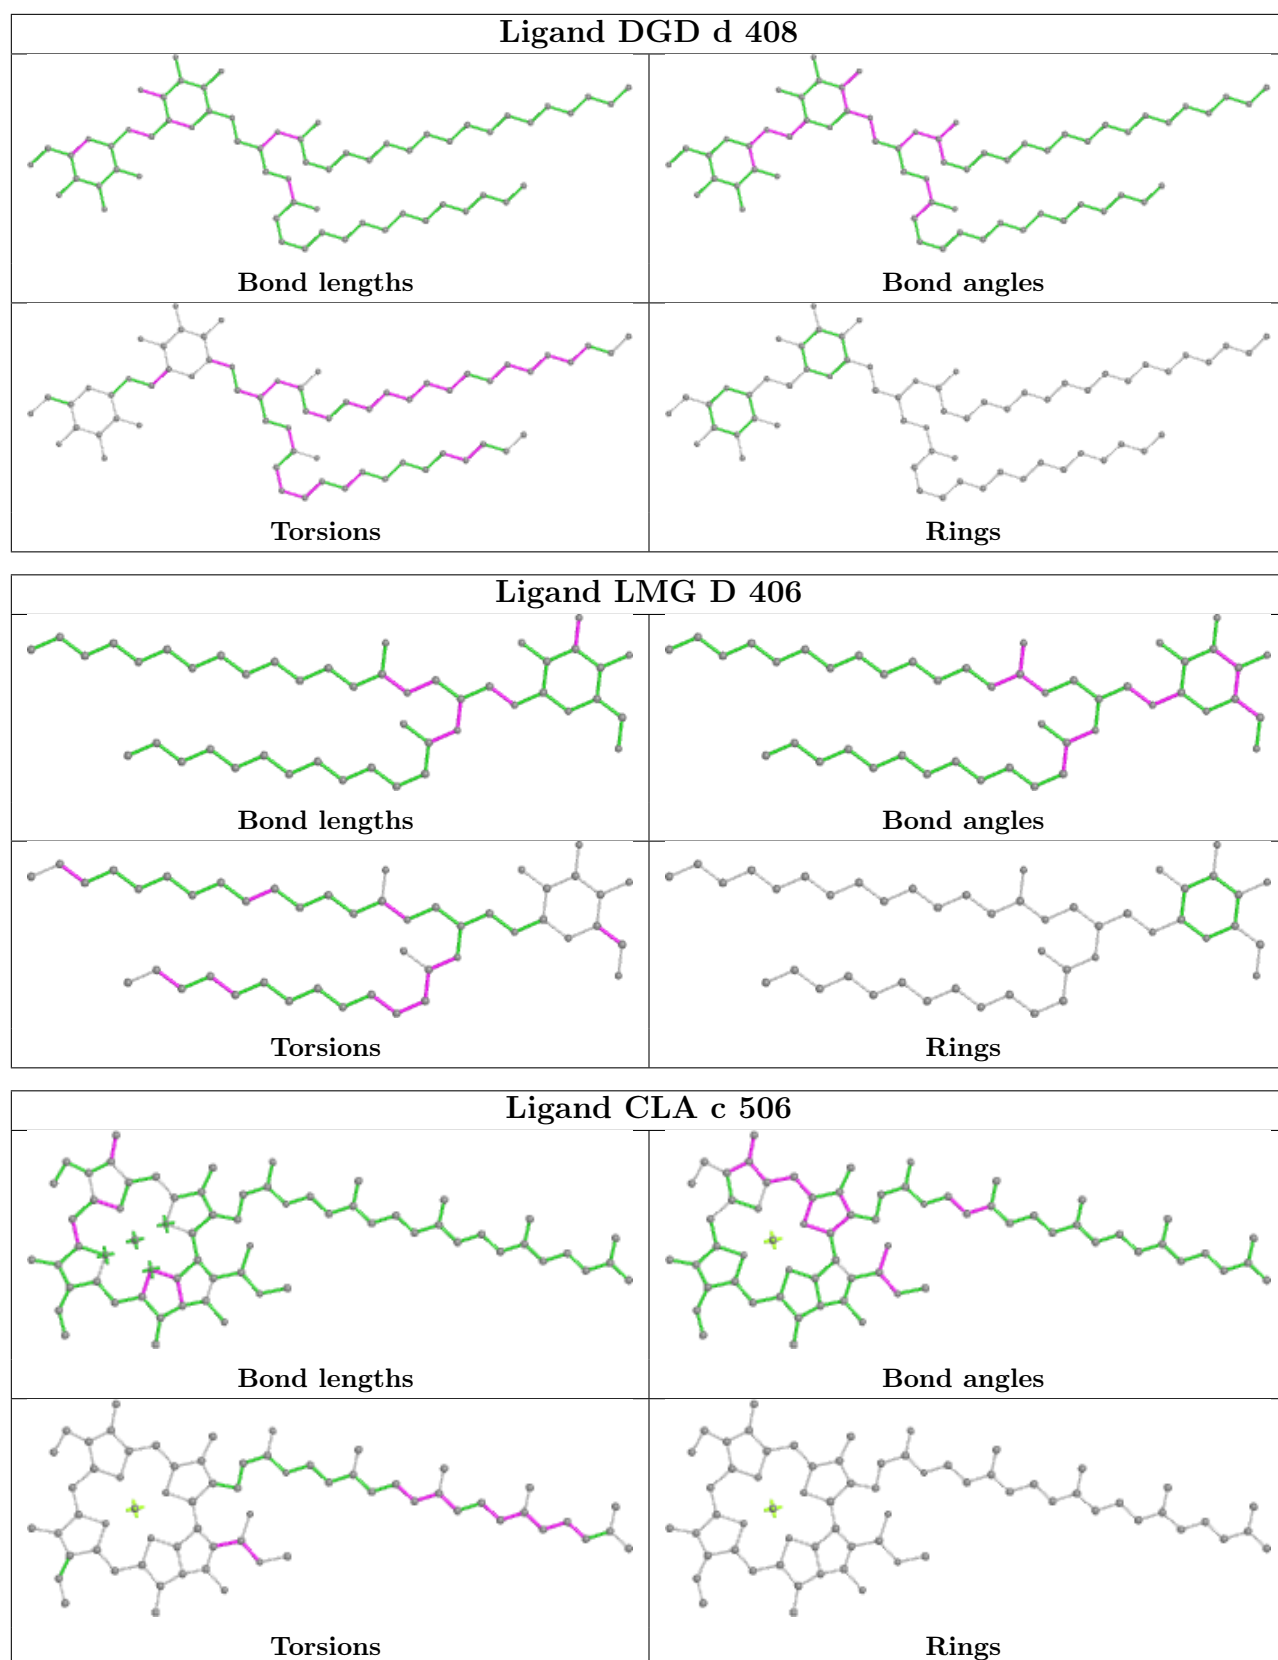 Ligand DGD d 408
Bond lengths
Bond angles
Torsions
Rings
Ligand LMG D 406
Bond lengths
Bond angles
Torsions
Rings
Ligand CLA c 506
Bond lengths
Bond angles
Torsions
Rings